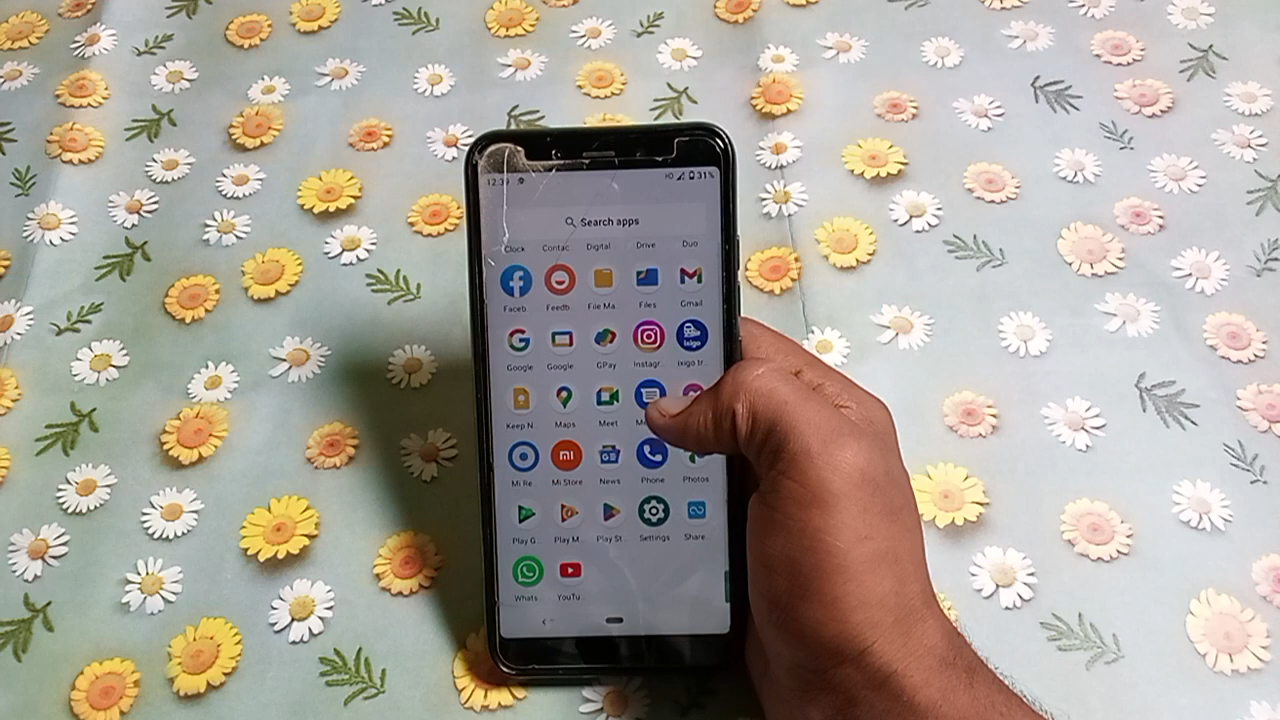 31%
Search apps
Clock Contac.. Digital Drive Duo
Faceb. Feedb File Ma.. Files Gmail
ixigo
Google Google GPay Instagr.. ixigo tr..
Keep N.. Maps Meet
mi
Mi Re.. Mi Store News Phone Photos
Play G.. Play M.. Play St.. Settings Share..
Whats.. YouTu..